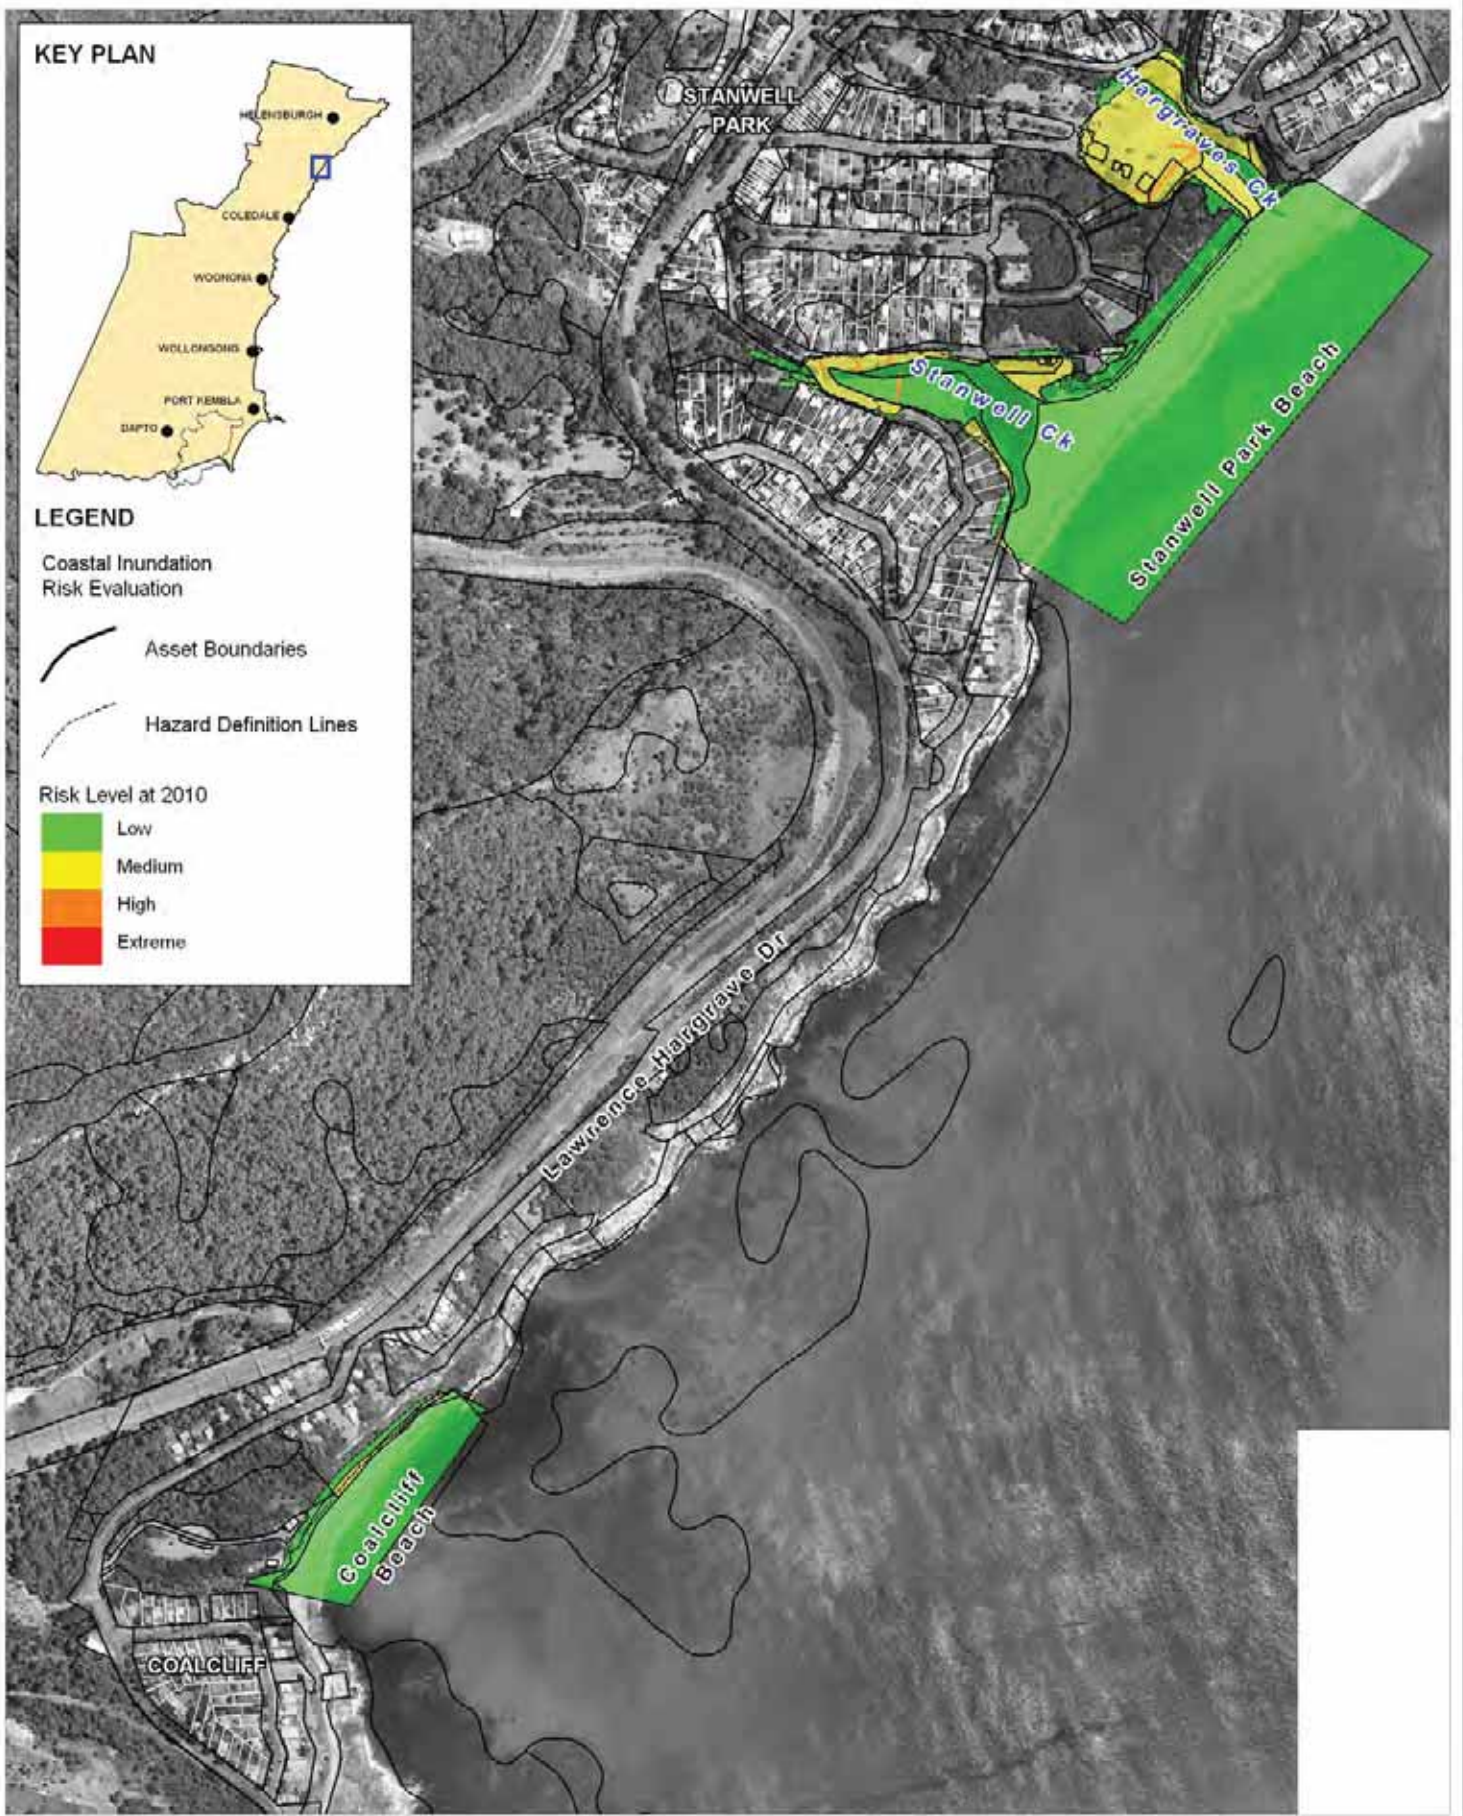 KEY PLAN
HELENSBURGH
COLEDALE
WOONONA
WOLLONGONG
PORT KEMBLA
DAPTO
LEGEND
Coastal Inundation
Risk Evaluation
Asset Boundaries
Hazard Definition Lines
Risk Level at 2010
Low
Medium
High
Extreme
STANWELL
PARK
Hargraves Ck
Stanwell Ck
Stanwell Park Beach
Lawrence Hargrave Dr
Coalcliff
Beach
COALCLIFF